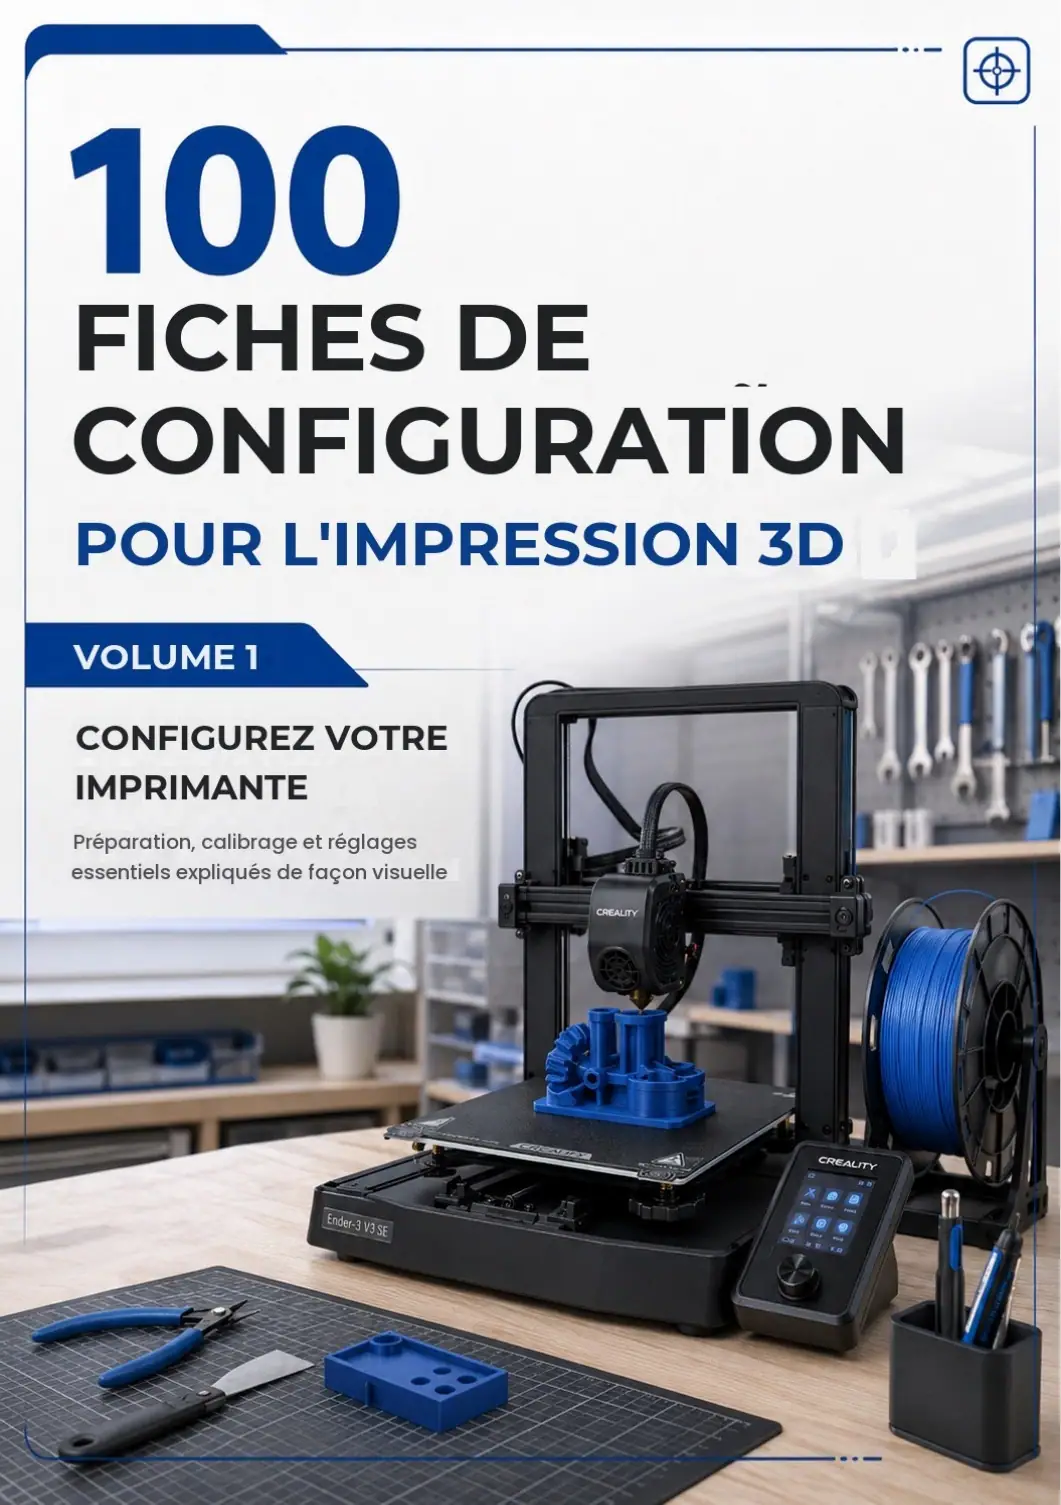 100
FICHES DE
CONFIGURATION
POUR L'IMPRESSION 3D
VOLUME 1
CONFIGUREZ VOTRE
IMPRIMANTE
Préparation, calibrage et réglages
essentiels expliqués de façon visuelle
CREALITY
CREALITY
Ender-3 V3 SE